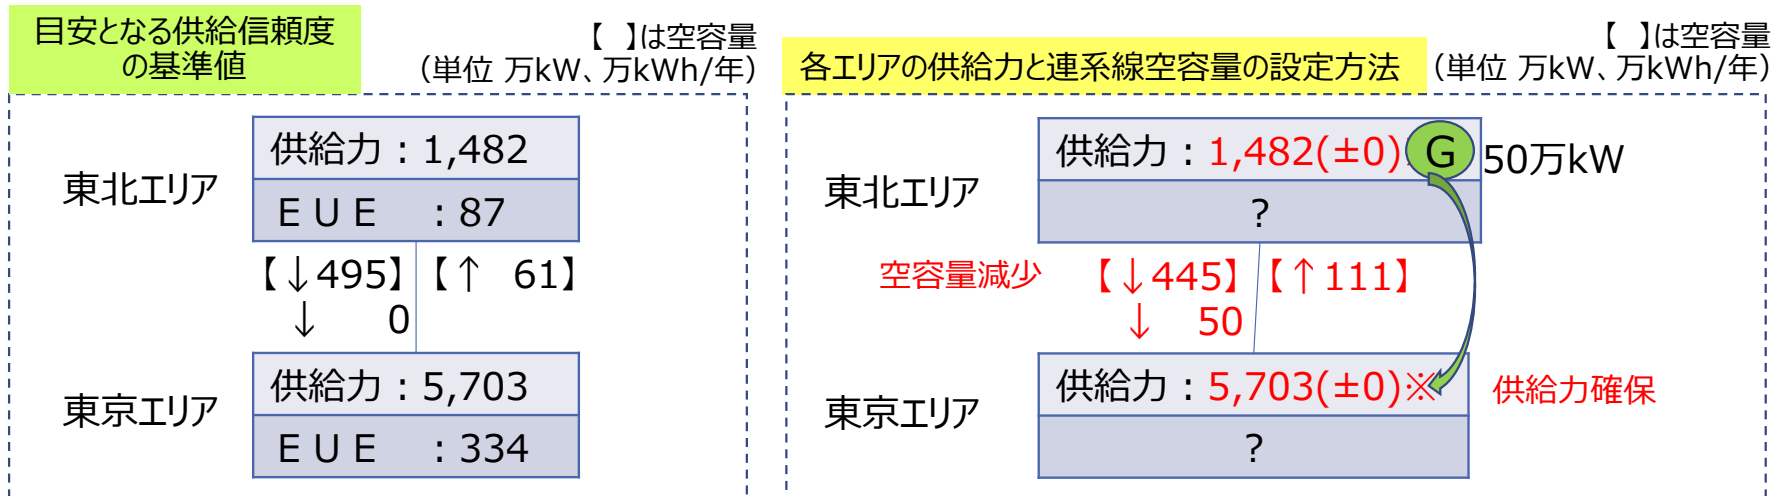 目安となる供給信頼度
の基準値
【 】は空容量
（単位 万kW、万kWh/年）
東北エリア
供給力：1,482
ＥＵＥ ：87
【↓495】【↑ 61】
↓ 0
東京エリア
供給力：5,703
ＥＵＥ ：334
各エリアの供給力と連系線空容量の設定方法
【 】は空容量
（単位 万kW、万kWh/年）
東北エリア
供給力：1,482(±0)
G
50万kW
?
空容量減少
【↓445】【↑111】
↓ 50
東京エリア
供給力：5,703(±0)※
供給力確保
?